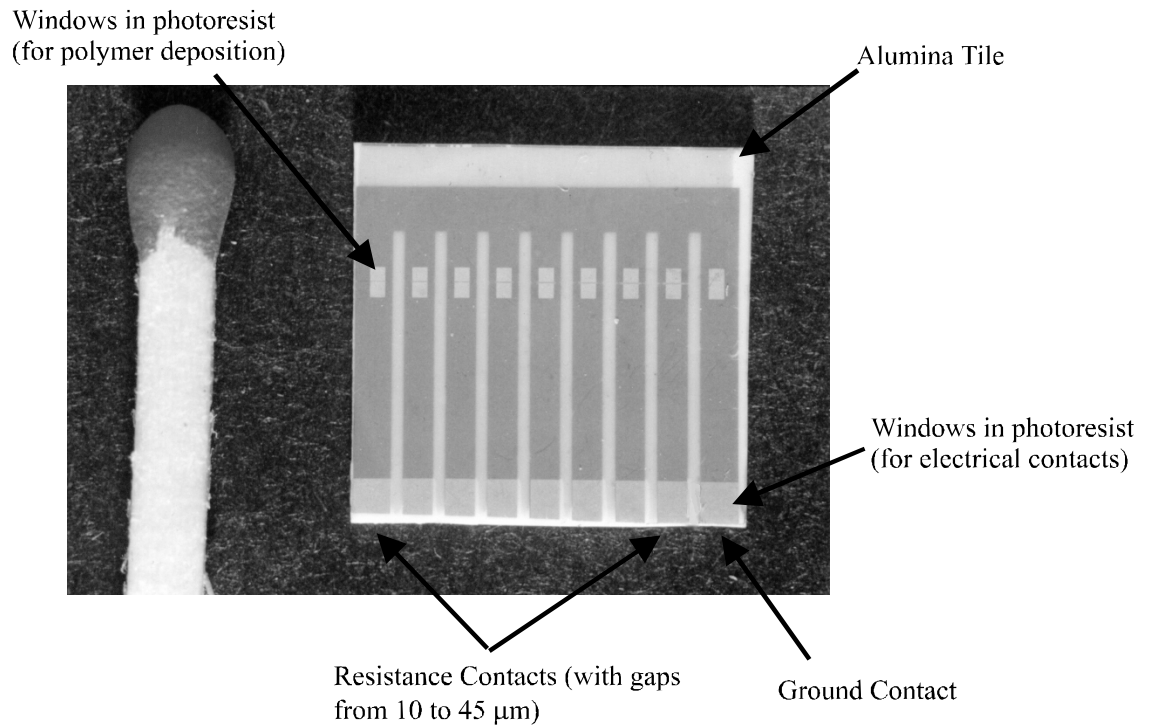 Windows in photoresist
(for polymer deposition)
Alumina Tile
Windows in photoresist
(for electrical contacts)
Resistance Contacts (with gaps
from 10 to 45 µm)
Ground Contact